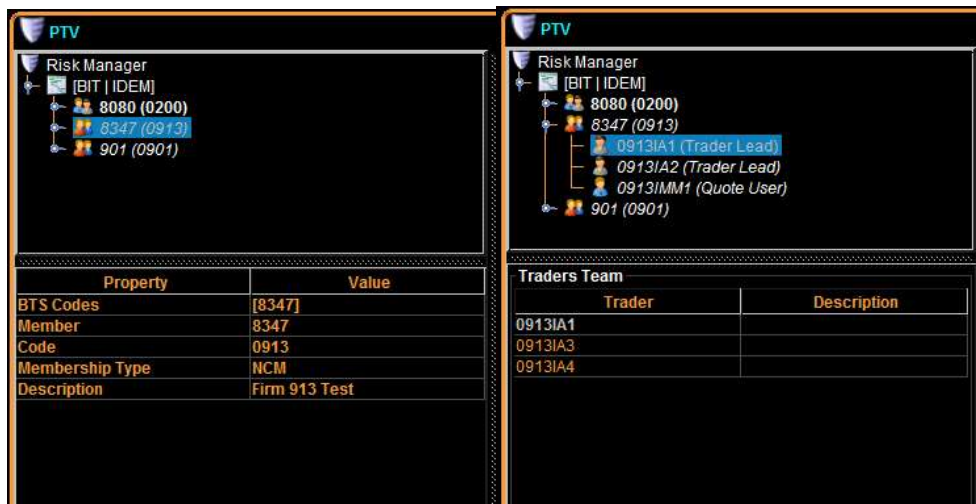 PTV
Risk Manager
[BIT | IDEM]
8080 (0200)
8347 (0913)
901 (0901)
Property Value
BTS Codes [8347]
Member 8347
Code 0913
Membership Type NCM
Description Firm 913 Test
PTV
Risk Manager
[BIT | IDEM]
8080 (0200)
8347 (0913)
0913IA1 (Trader Lead)
0913IA2 (Trader Lead)
0913IMM1 (Quote User)
901 (0901)
Traders Team
Trader Description
0913IA1
0913IA3
0913IA4